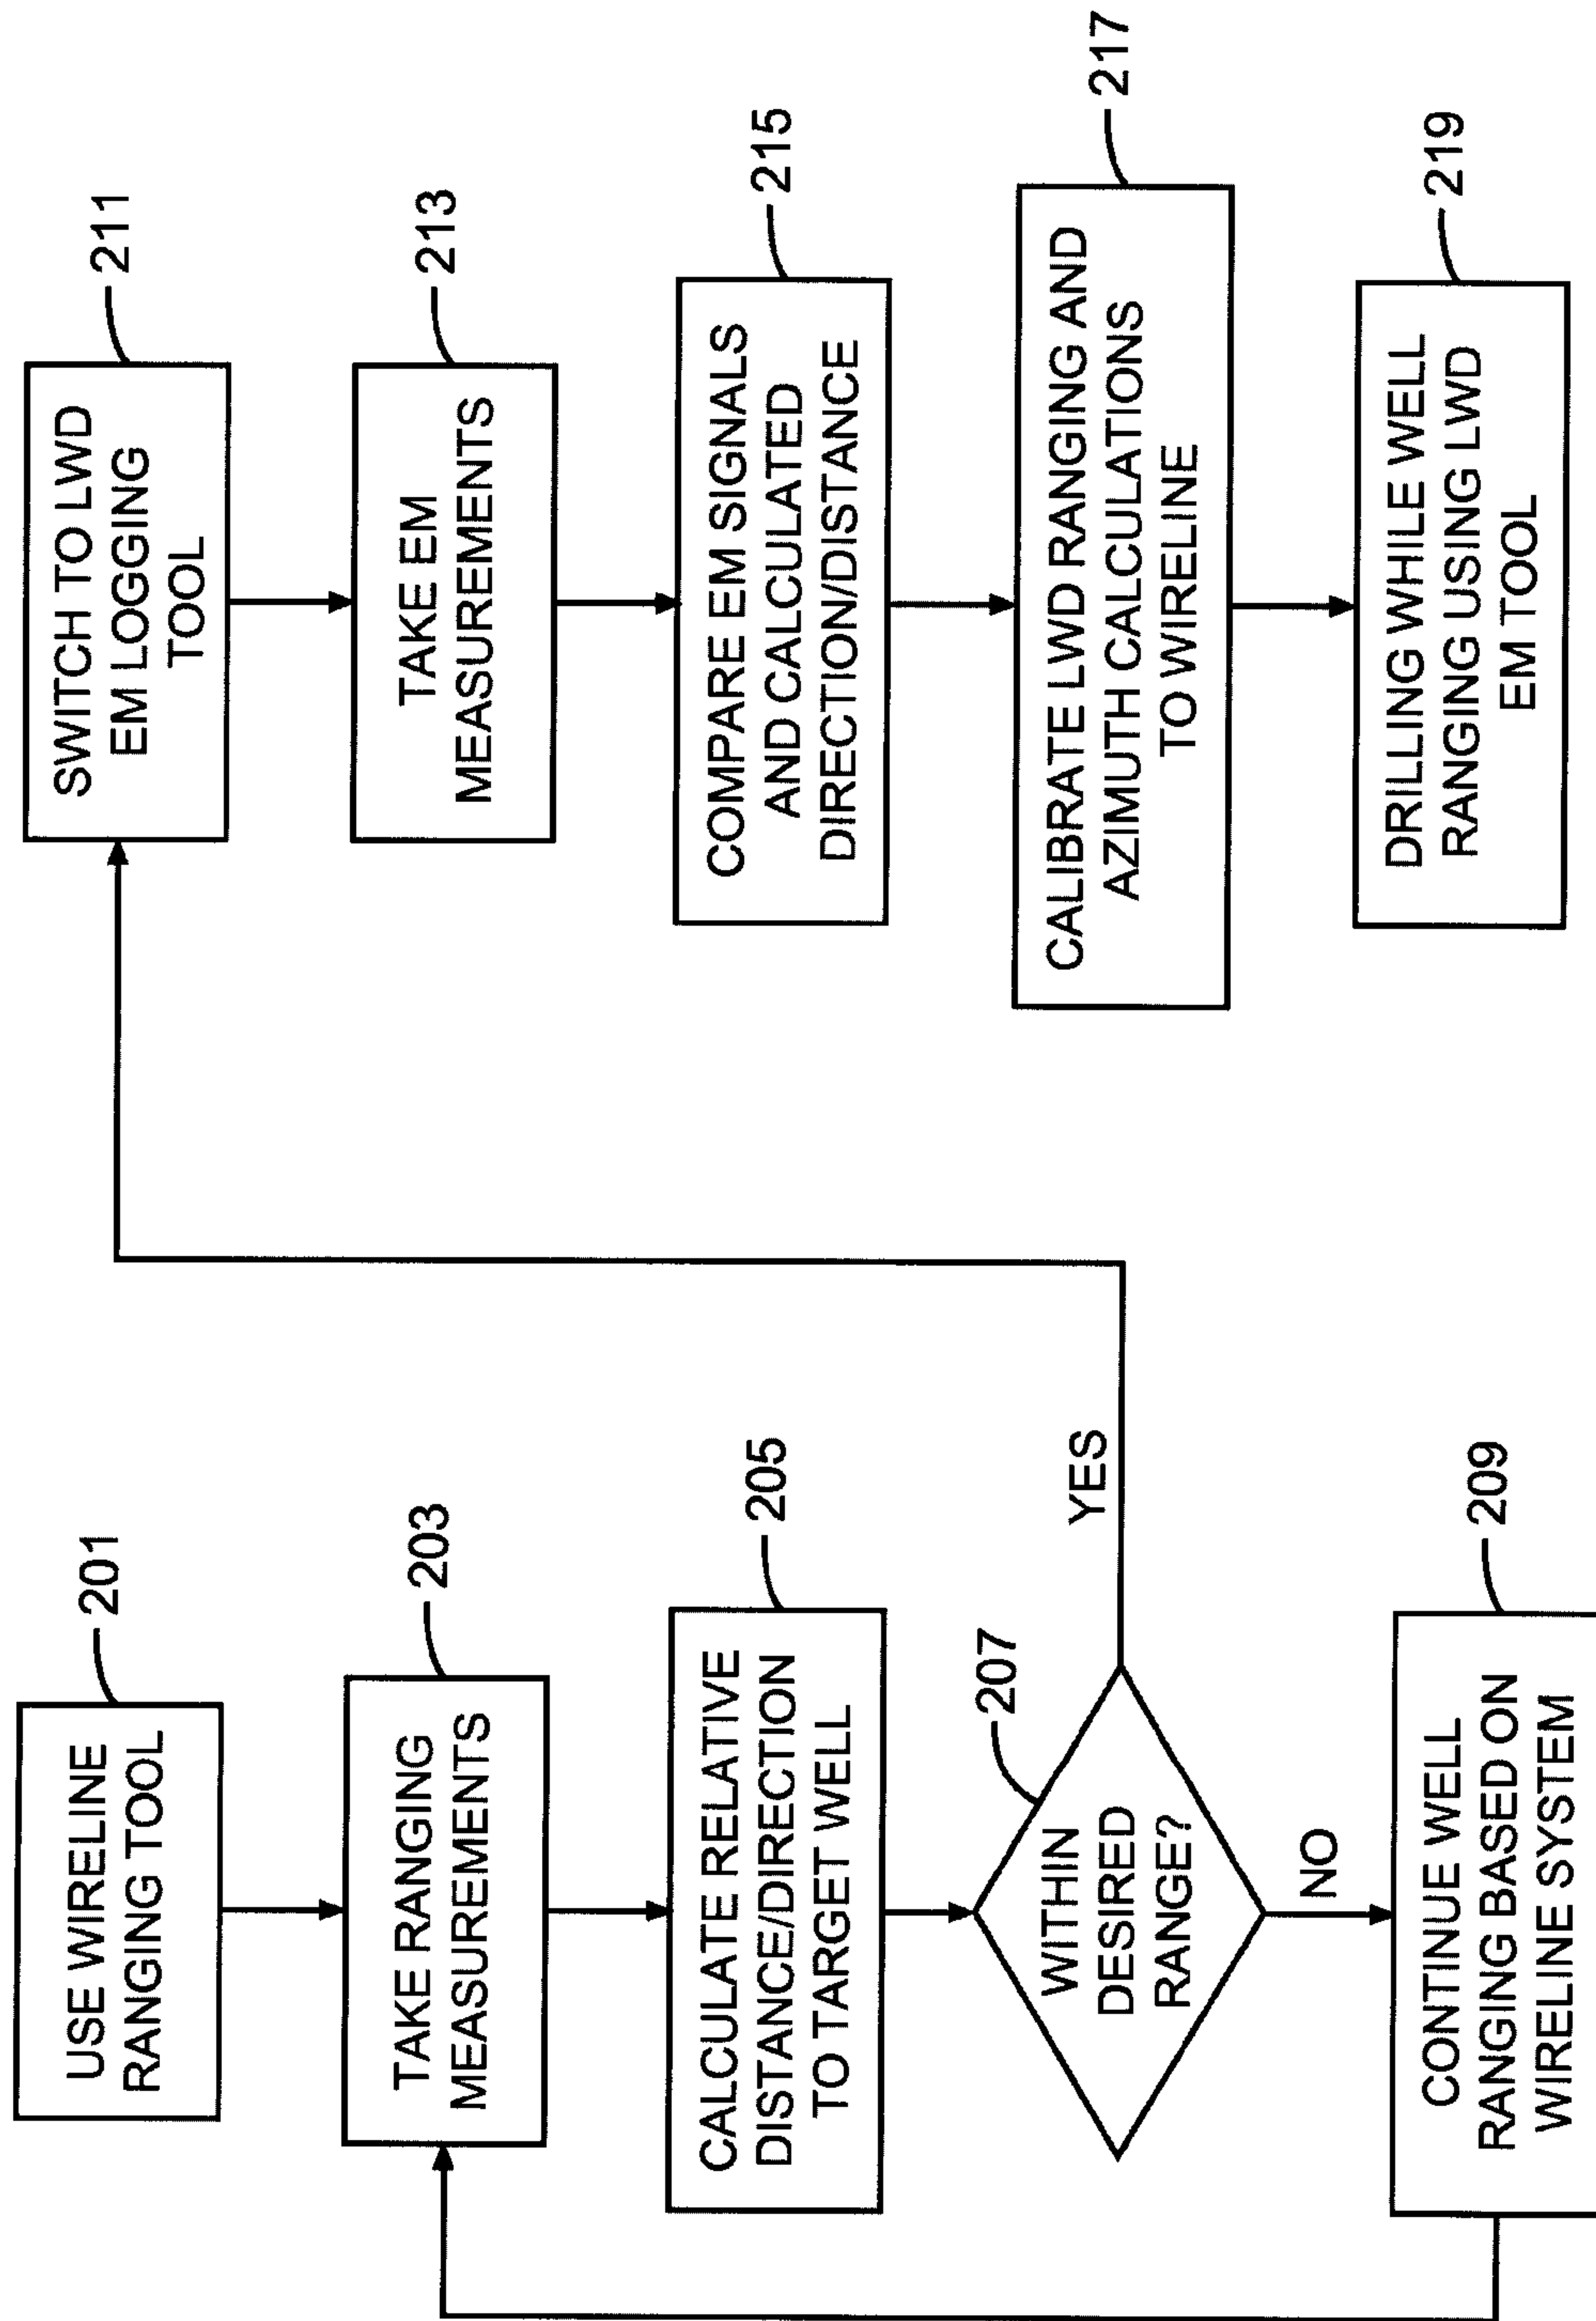 USE WIRELINE
RANGING TOOL
201
TAKE RANGING
MEASUREMENTS
203
CALCULATE RELATIVE
DISTANCE/DIRECTION
TO TARGET WELL
205
WITHIN
DESIRED
RANGE?
207
YES
NO
CONTINUE WELL
RANGING BASED ON
WIRELINE SYSTEM
209
SWITCH TO LWD
EM LOGGING
TOOL
211
TAKE EM
MEASUREMENTS
213
COMPARE EM SIGNALS
AND CALCULATED
DIRECTION/DISTANCE
215
CALIBRATE LWD RANGING AND
AZIMUTH CALCULATIONS
TO WIRELINE
217
DRILLING WHILE WELL
RANGING USING LWD
EM TOOL
219